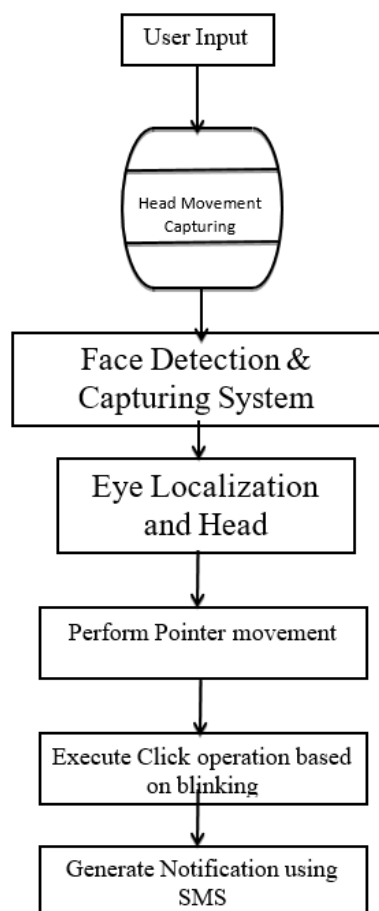 User Input
Head Movement
Capturing
Face Detection &
Capturing System
Eye Localization
and Head
Perform Pointer movement
Execute Click operation based
on blinking
Generate Notification using
SMS